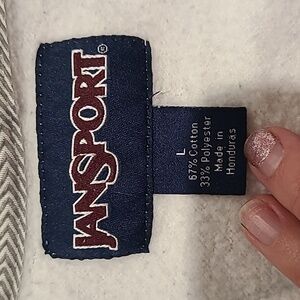 JANSPORT®
L
67% Cotton
33% Polyester
Made in
Honduras